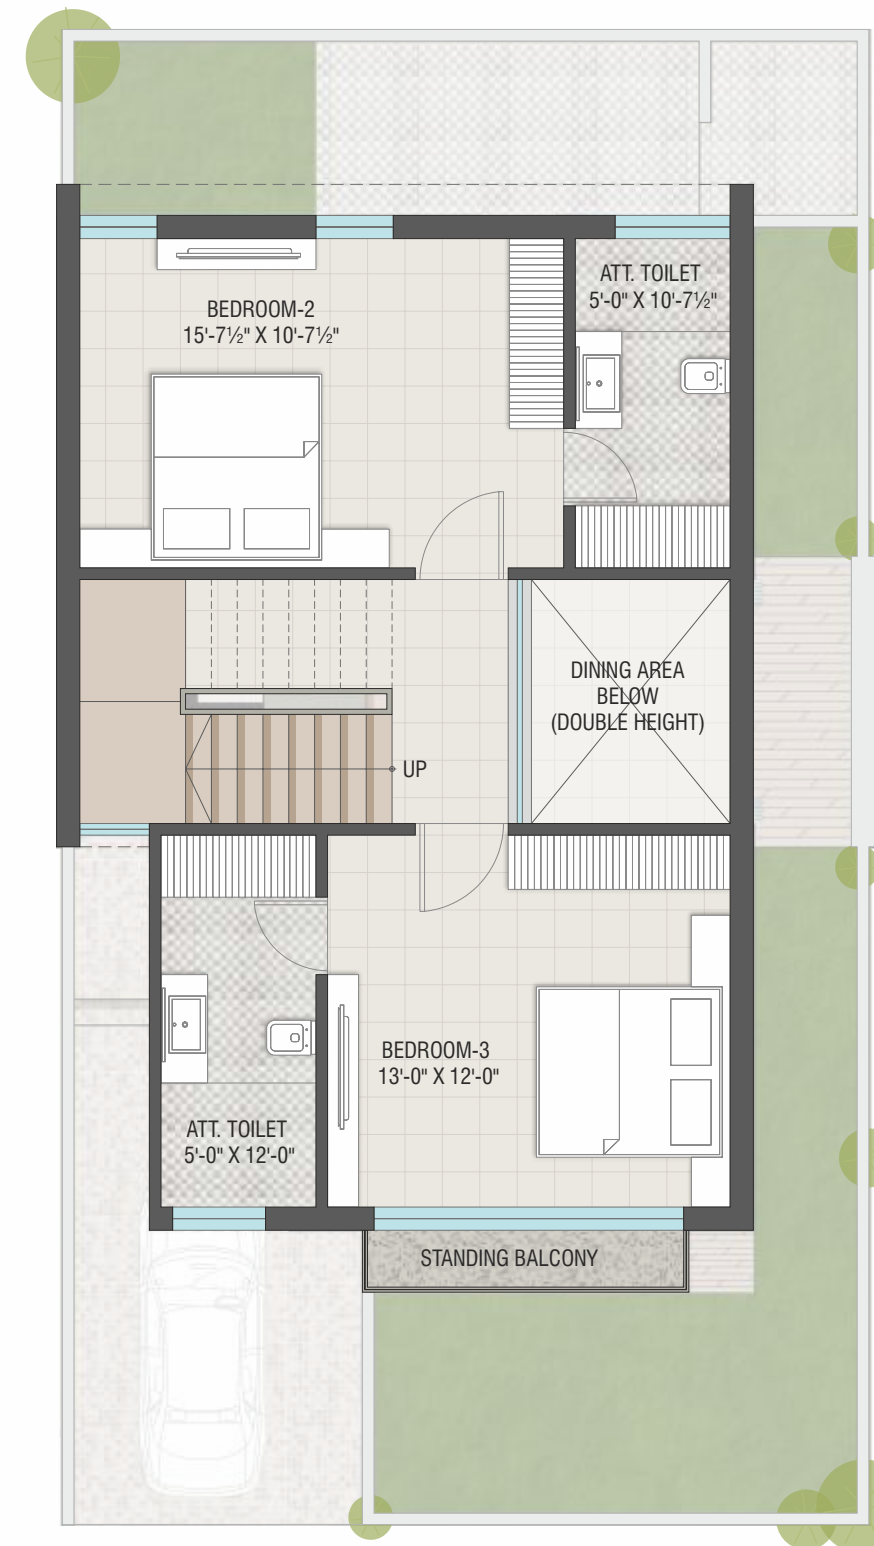 ATT. TOILET
5'-0" X 10'-7½"
BEDROOM-2
15'-7½" X 10'-7½"
DINING AREA
BELOW
(DOUBLE HEIGHT)
UP
BEDROOM-3
13'-0" X 12'-0"
ATT. TOILET
5'-0" X 12'-0"
STANDING BALCONY